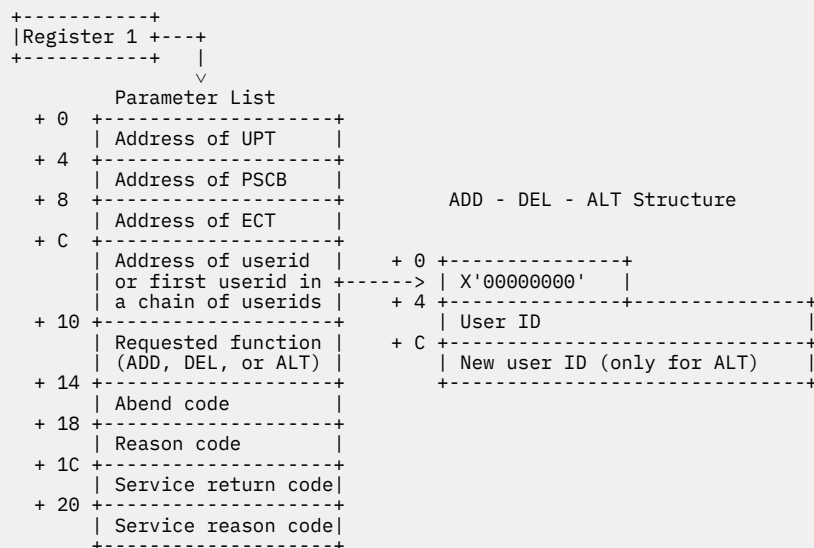 +-----------+
|Register 1 +---+
+-----------+   |
                v
        Parameter List
  + 0  +--------------------+
       | Address of UPT     |
  + 4  +--------------------+
       | Address of PSCB    |
  + 8  +--------------------+          ADD - DEL - ALT Structure
       | Address of ECT     |
  + C  +--------------------+
       | Address of userid  |    + 0 +---------------+
       | or first userid in +------> | X'00000000'   |
       | a chain of userids |    + 4 +---------------+---------------+
  + 10 +--------------------+        | User ID                       |
       | Requested function |    + C +-------------------------------+
       | (ADD, DEL, or ALT) |        | New user ID (only for ALT)    |
  + 14 +--------------------+        +-------------------------------+
       | Abend code         |
  + 18 +--------------------+
       | Reason code        |
  + 1C +--------------------+
       | Service return code|
  + 20 +--------------------+
       | Service reason code|
       +--------------------+